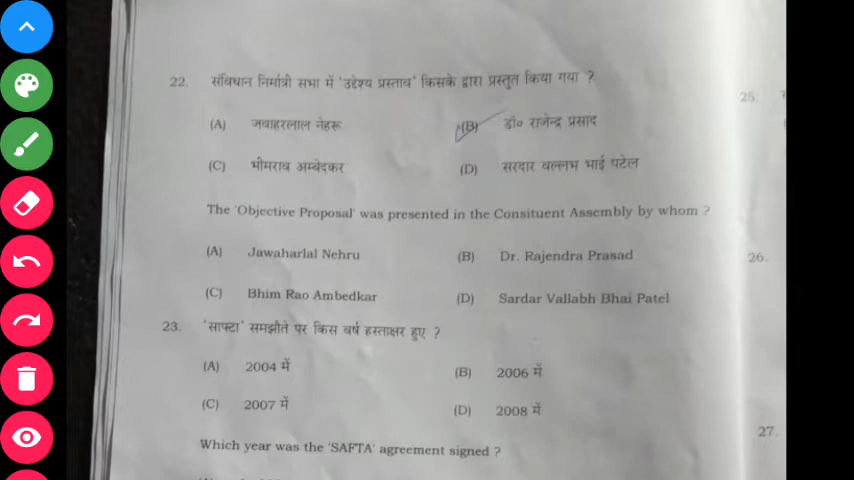 22. संविधान निर्मात्री सभा में 'उद्देश्य प्रस्ताव' किसके द्वारा प्रस्तुत किया गया ?
25.
(A) जवाहरलाल नेहरू (B) डॉ० राजेन्द्र प्रसाद
(C) भीमराव अम्बेदकर (D) सरदार वल्लभ भाई पटेल
The 'Objective Proposal' was presented in the Consituent Assembly by whom ?
(A) Jawaharlal Nehru (B) Dr. Rajendra Prasad
26.
(C) Bhim Rao Ambedkar (D) Sardar Vallabh Bhai Patel
23. 'साफ्टा' समझौते पर किस वर्ष हस्ताक्षर हुए ?
(A) 2004 में (B) 2006 में
(C) 2007 में (D) 2008 में
27.
Which year was the 'SAFTA' agreement signed ?